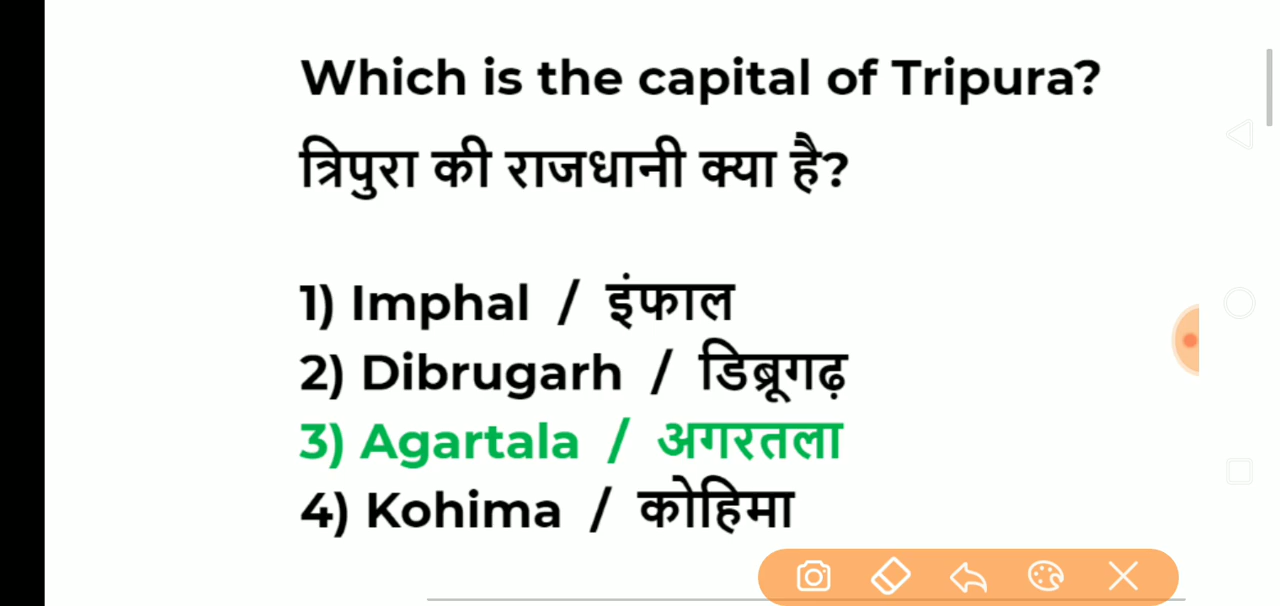 Which is the capital of Tripura?
त्रिपुरा की राजधानी क्या है?
1) Imphal / इंफाल
2) Dibrugarh / डिब्रूगढ़
3) Agartala / अगरतला
4) Kohima / कोहिमा